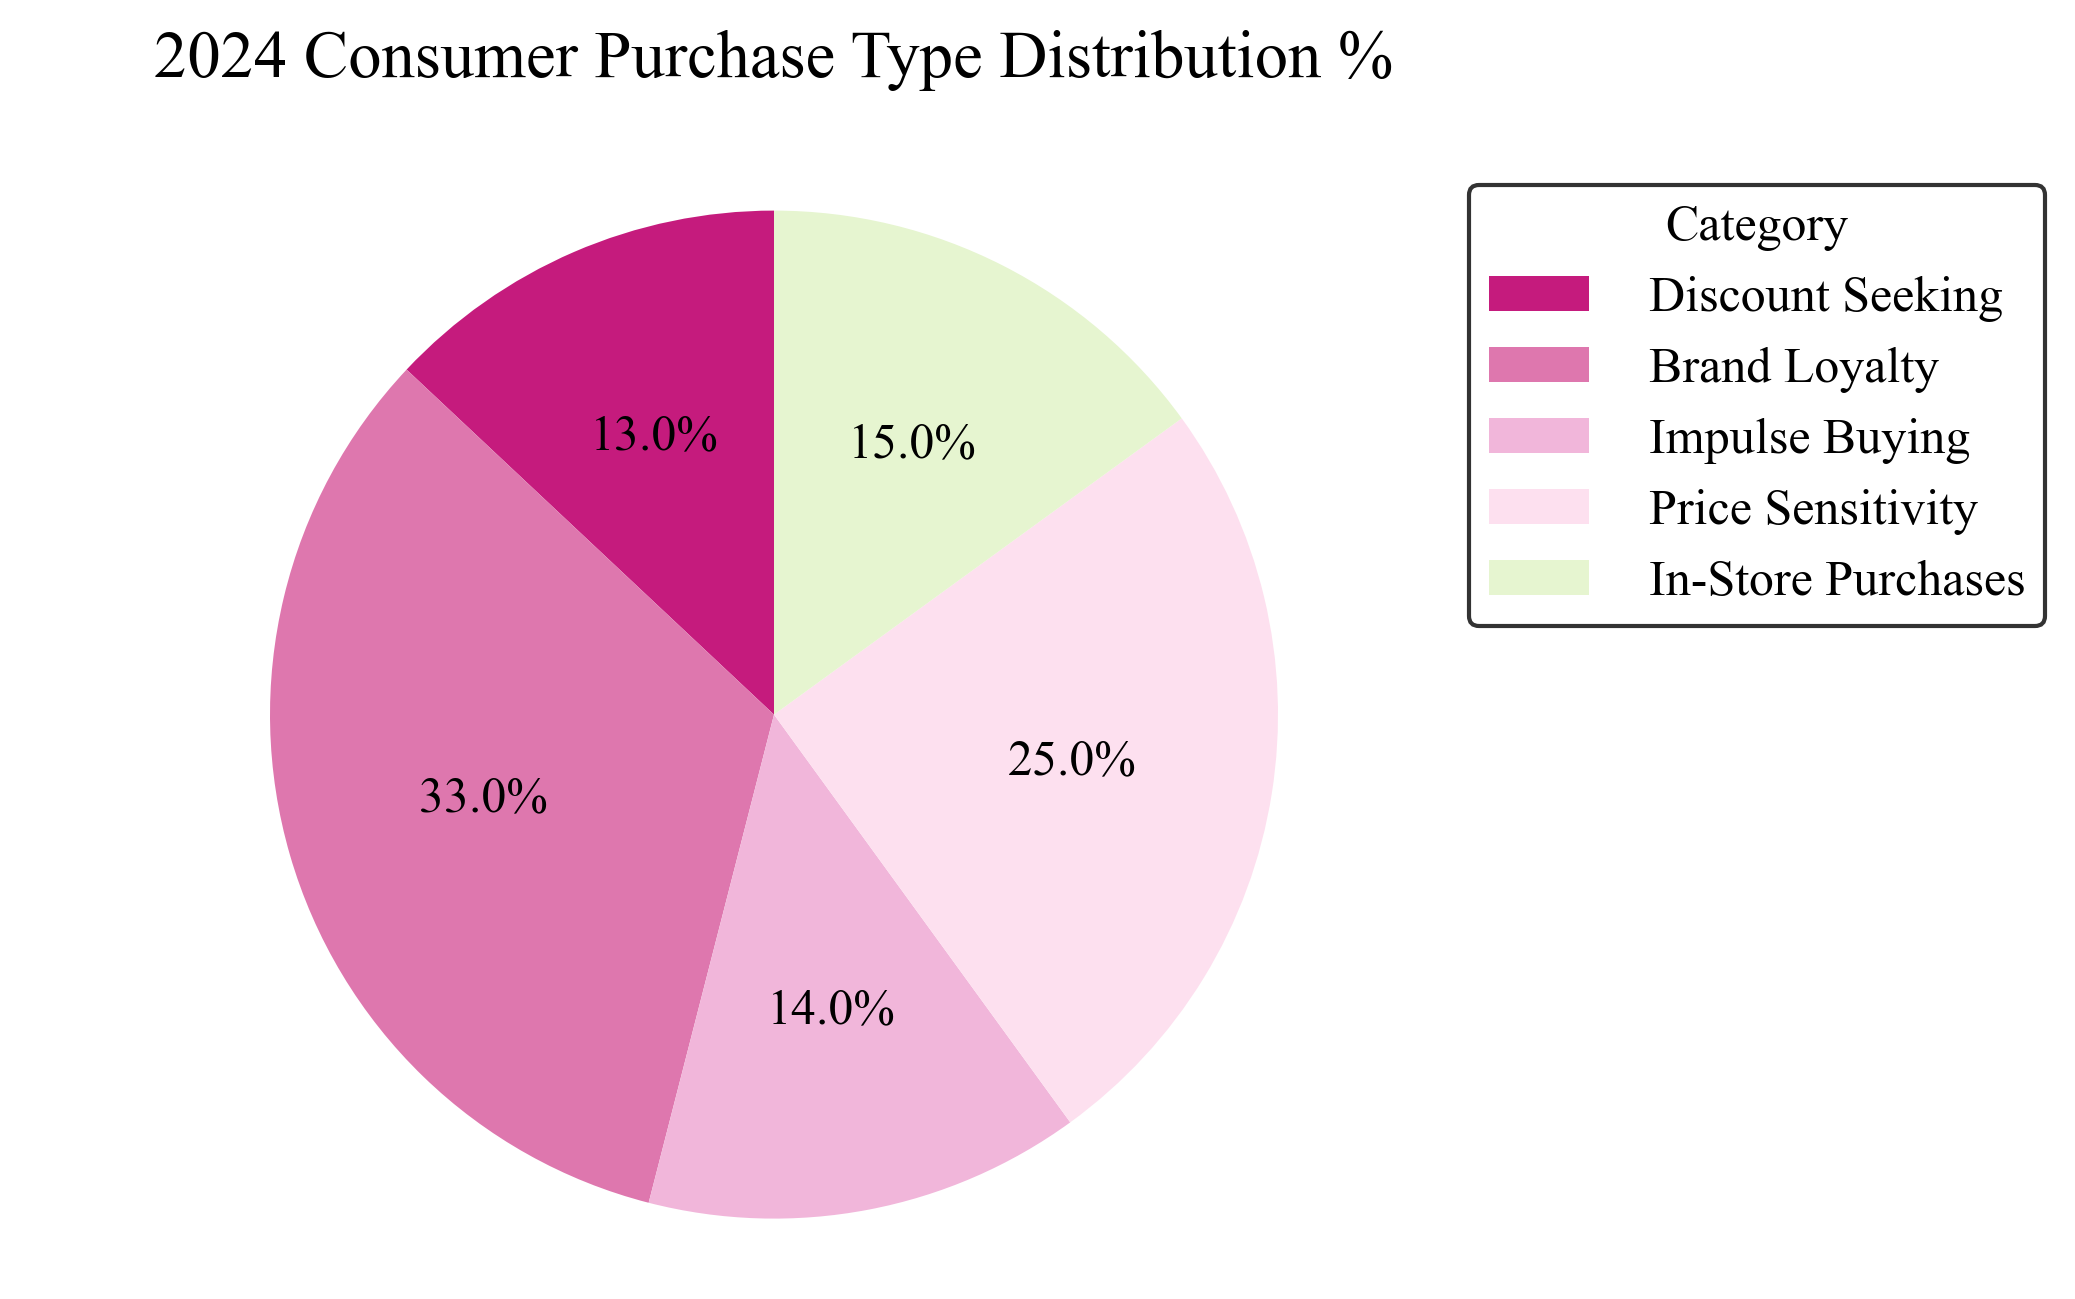 2024 Consumer Purchase Type Distribution %
Category
Discount Seeking
Brand Loyalty
Impulse Buying
Price Sensitivity
In-Store Purchases
13.0%
15.0%
25.0%
33.0%
14.0%